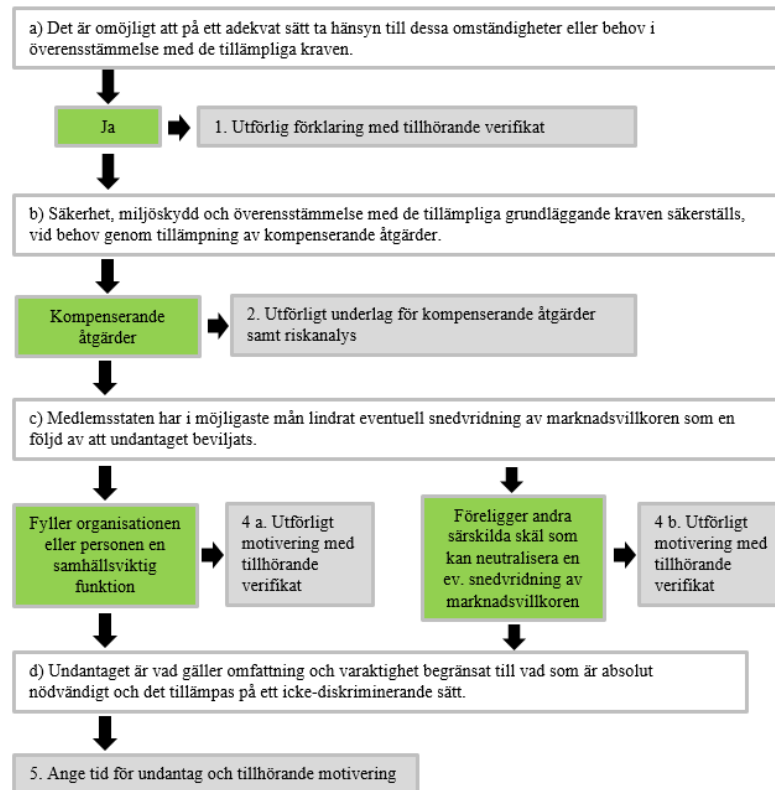 a) Det är omöjligt att på ett adekvat sätt ta hänsyn till dessa omständigheter eller behov i
överensstämmelse med de tillämpliga kraven.
Ja
1. Utförlig förklaring med tillhörande verifikat
b) Säkerhet, miljöskydd och överensstämmelse med de tillämpliga grundläggande kraven säkerställs,
vid behov genom tillämpning av kompenserande åtgärder.
Kompenserande
åtgärder
2. Utförligt underlag för kompenserande åtgärder
samt riskanalys
c) Medlemsstaten har i möjligaste mån lindrat eventuell snedvridning av marknadsvillkoren som en
följd av att undantaget beviljats.
Fyller organisationen
eller personen en
samhällsviktig
funktion
4 a. Utförligt
motivering med
tillhörande
verifikat
Föreligger andra
särskilda skäl som
kan neutralisera en
ev. snedvridning av
marknadsvillkoren
4 b. Utförligt
motivering med
tillhörande
verifikat
d) Undantaget är vad gäller omfattning och varaktighet begränsat till vad som är absolut
nödvändigt och det tillämpas på ett icke-diskriminerande sätt.
5. Ange tid för undantag och tillhörande motivering